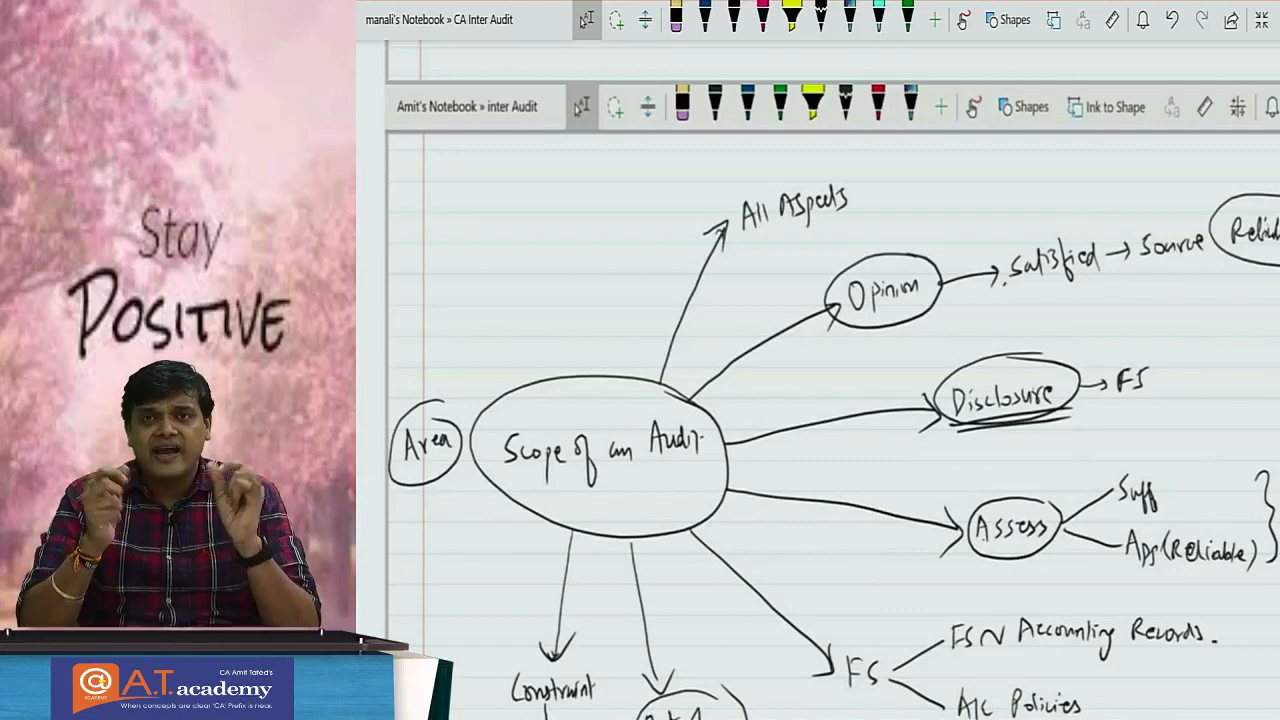 manali's Notebook » CA Inter Audit
Shapes
Amit's Notebook » inter Audit
Shapes
Ink to Shape
Stay
POSITIVE
All Aspects
Opinion → Satisfied → Source
Disclosure → FS
Area
Scope of an Audit
Assess
Suff
App(Reliable)
FS
FS N Accounting Records.
A/C Policies
Constraint
CA Amit Tated's
@A.T.academy
ACADEMY
When concepts are clear 'CA' Prefix is near.